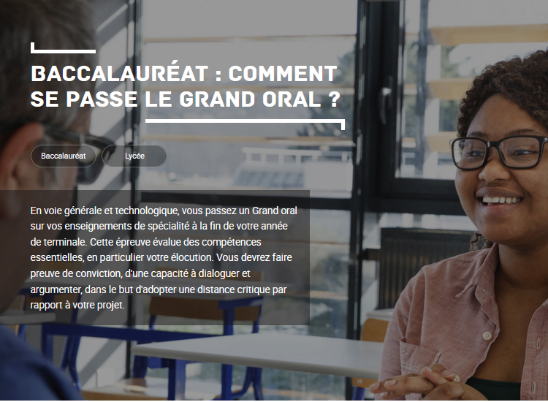 BACCALAURÉAT : COMMENT
SE PASSE LE GRAND ORAL ?
Baccalauréat
Lycée
En voie générale et technologique, vous passez un Grand oral
sur vos enseignements de spécialité à la fin de votre année
de terminale. Cette épreuve évalue des compétences
essentielles, en particulier votre élocution. Vous devrez faire
preuve de conviction, d'une capacité à dialoguer et
argumenter, dans le but d'adopter une distance critique par
rapport à votre projet.